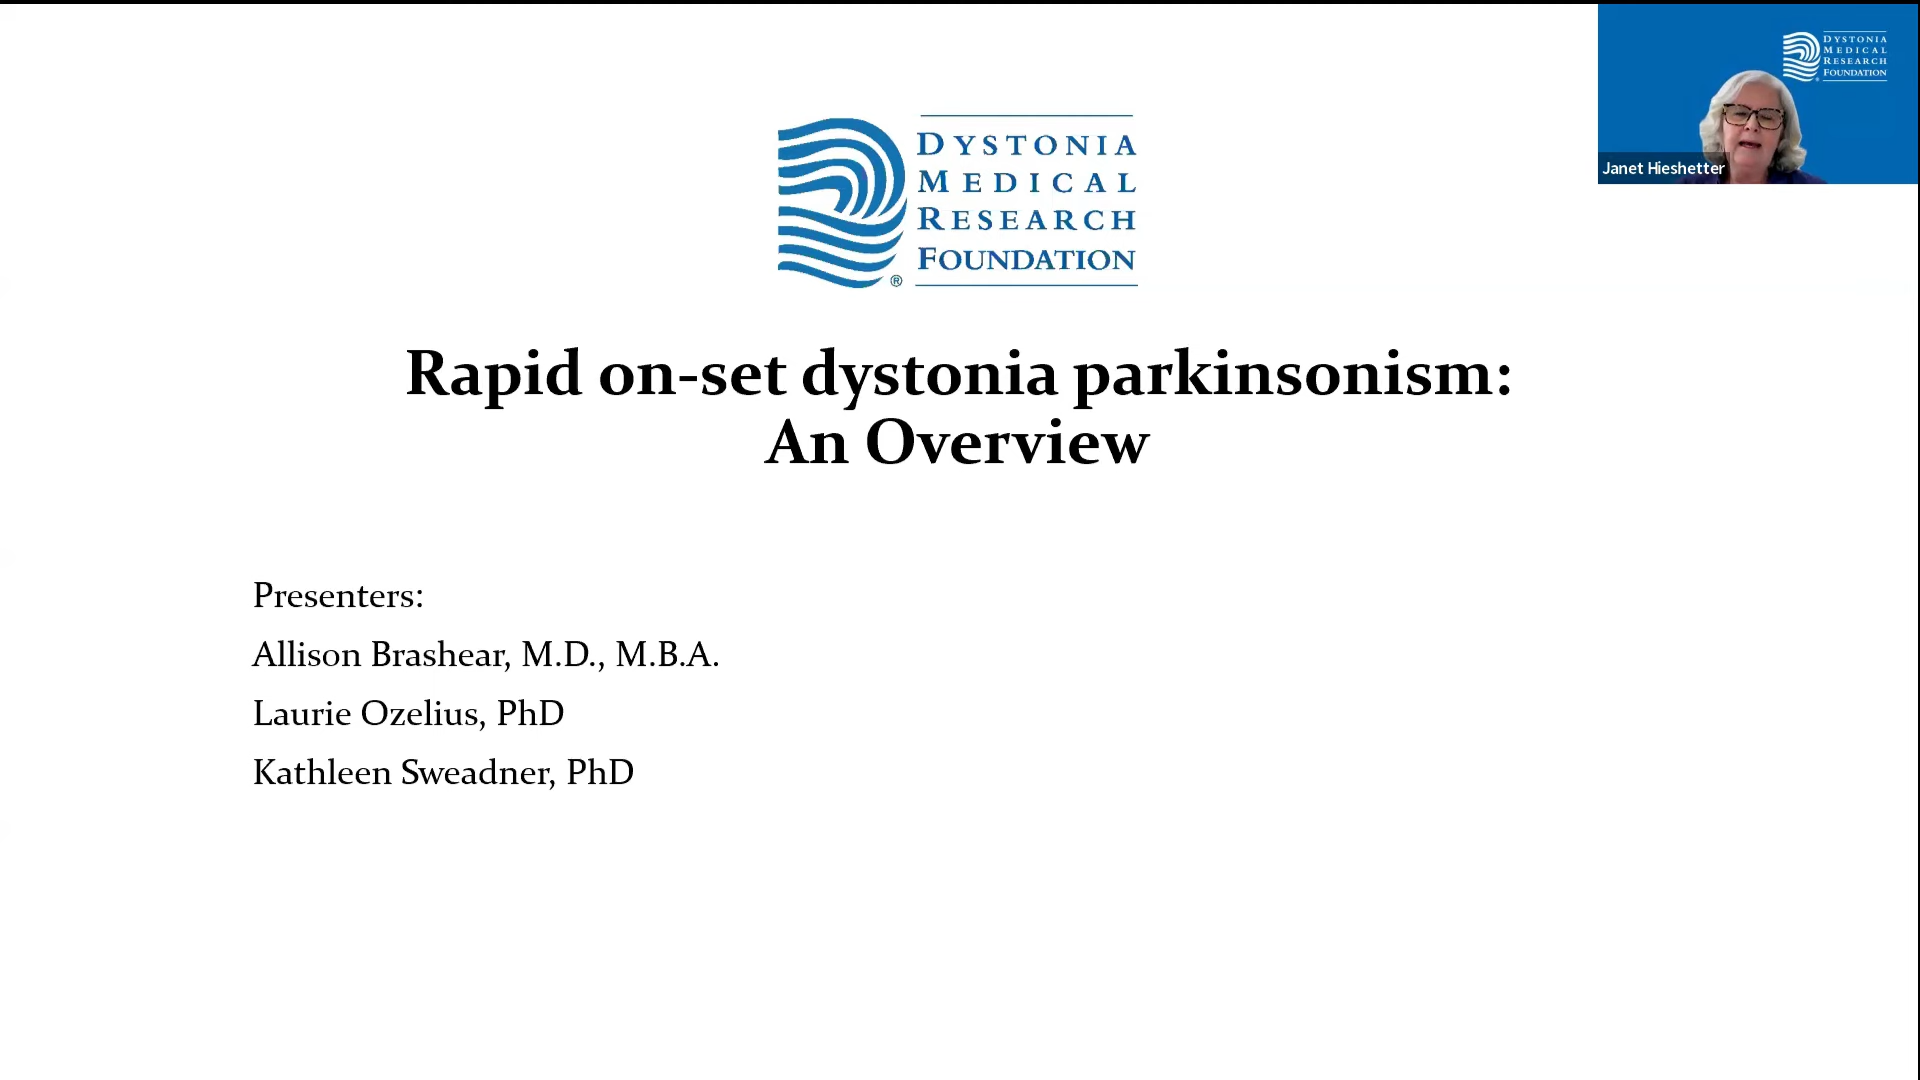 DYSTONIA
MEDICAL
RESEARCH
FOUNDATION
Janet Hieshetter
DYSTONIA
MEDICAL
RESEARCH
FOUNDATION
®
Rapid on-set dystonia parkinsonism:
An Overview
Presenters:
Allison Brashear, M.D., M.B.A.
Laurie Ozelius, PhD
Kathleen Sweadner, PhD